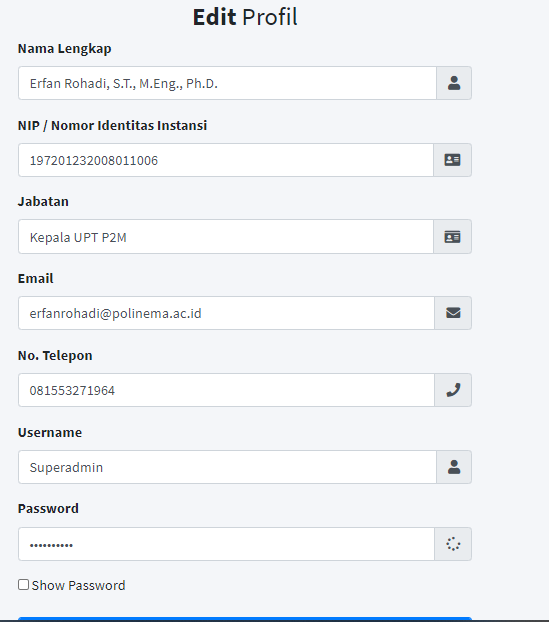 Edit Profil
Nama Lengkap
Erfan Rohadi, S.T., M.Eng., Ph.D.
NIP / Nomor Identitas Instansi
197201232008011006
Jabatan
Kepala UPT P2M
Email
erfanrohadi@polinema.ac.id
No. Telepon
081553271964
Username
Superadmin
Password
••••••••••
Show Password